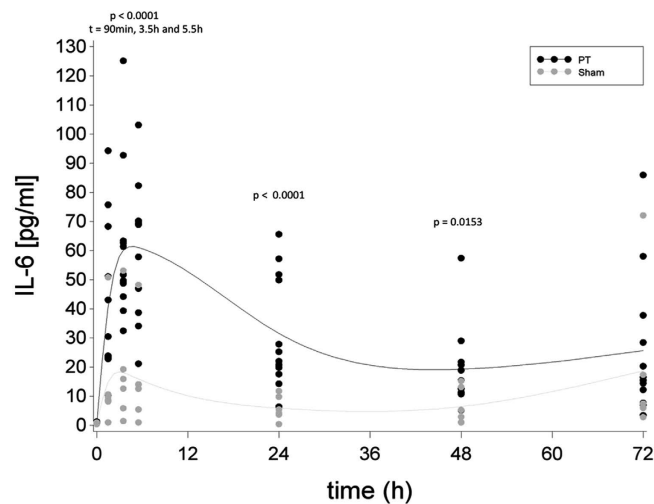 p < 0.0001
t = 90min, 3.5h and 5.5h
PT
Sham
p < 0.0001
p = 0.0153
IL-6 [pg/ml]
130
120
110
100
90
80
70
60
50
40
30
20
10
0
0 12 24 36 48 60 72
time (h)